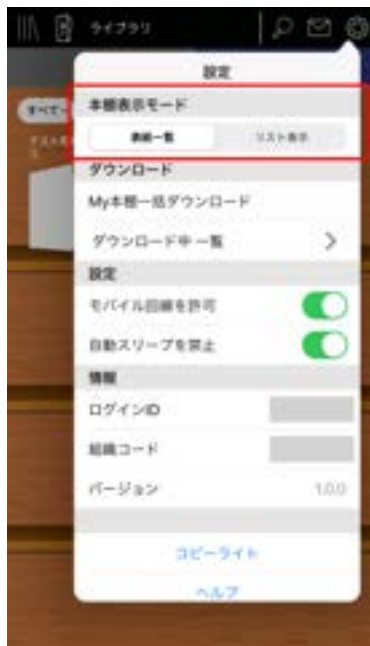 ライブラリ
設定
すべて
本棚表示モード
表紙一覧
リスト表示
ダウンロード
My本棚一括ダウンロード
ダウンロード中 一覧
設定
モバイル回線を許可
自動スリープを禁止
情報
ログインID
組織コード
バージョン
1.0.0
コピーライト
ヘルプ